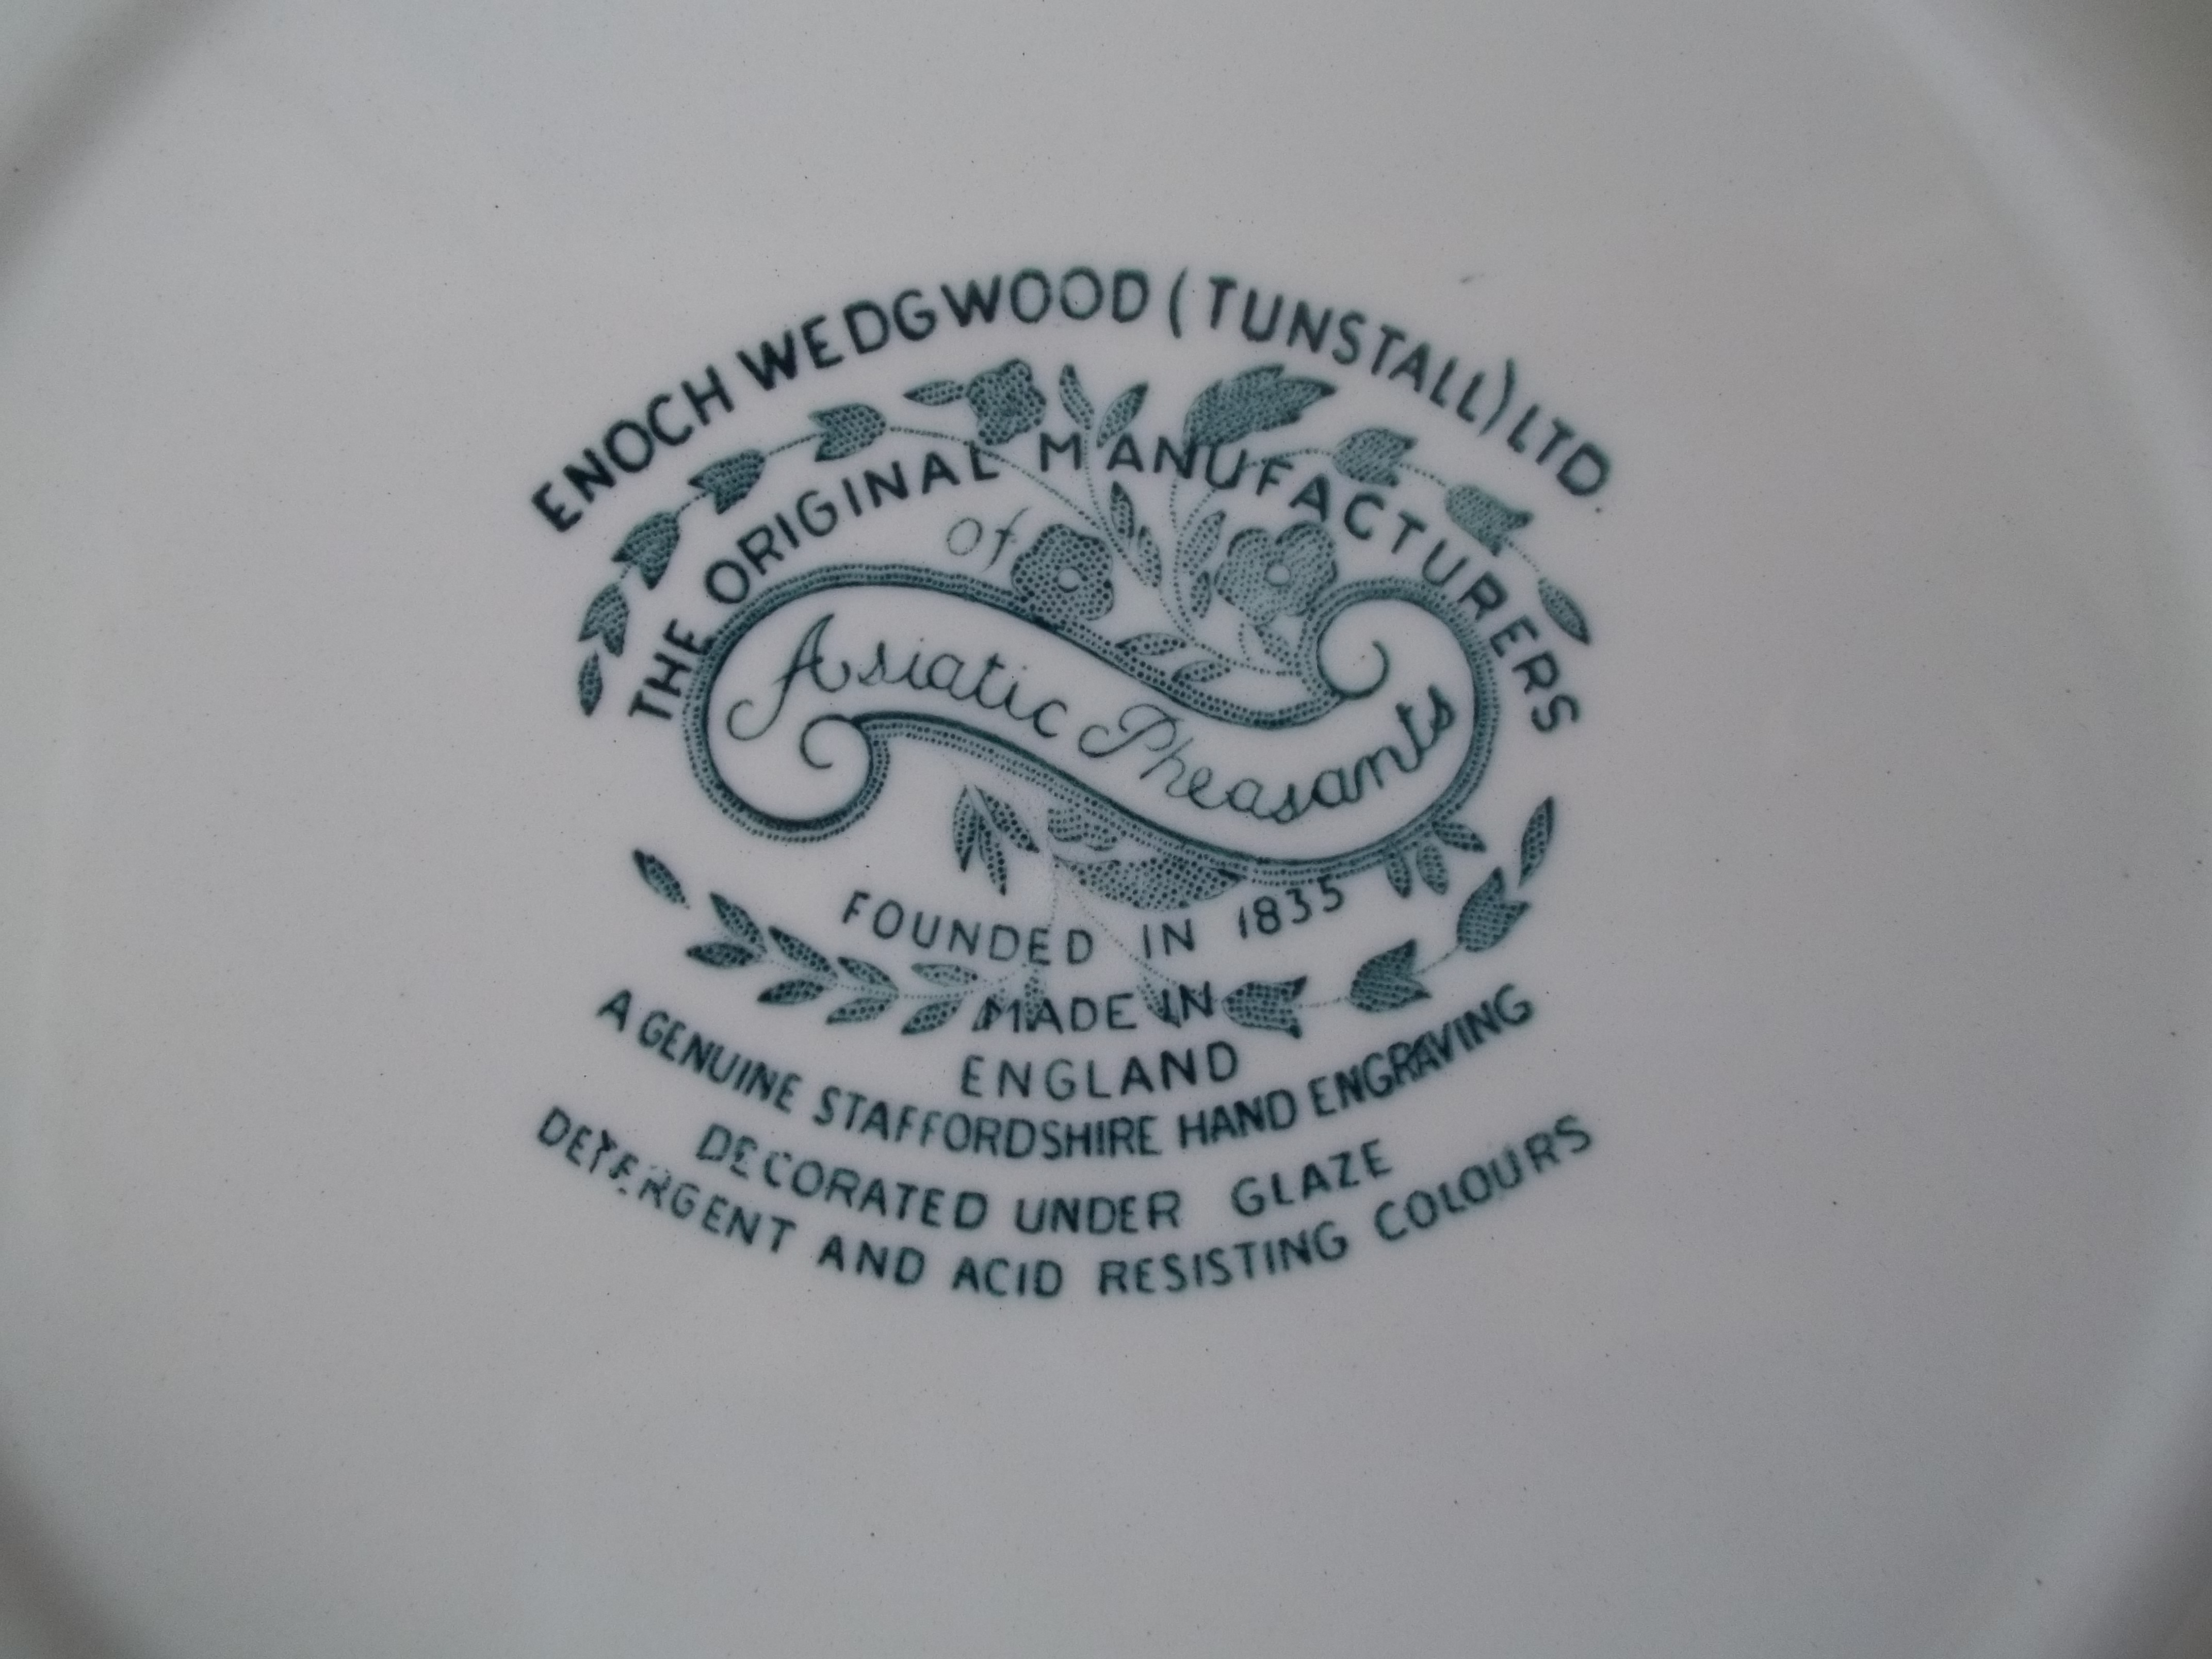 ENOCH WEDGWOOD (TUNSTALL) LTD.
THE ORIGINAL MANUFACTURERS
of
Asiatic Pheasants
FOUNDED IN 1835
MADE IN
ENGLAND
A GENUINE STAFFORDSHIRE HAND ENGRAVING
DECORATED UNDER GLAZE
DETERGENT AND ACID RESISTING COLOURS